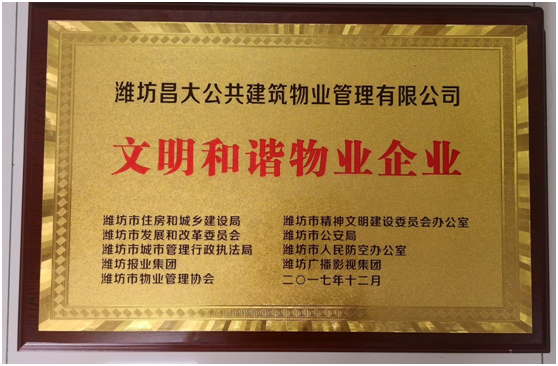 潍坊昌大公共建筑物业管理有限公司
文明和谐物业企业
潍坊市住房和城乡建设局
潍坊市发展和改革委员会
潍坊市城市管理行政执法局
潍坊报业集团
潍坊市物业管理协会
潍坊市精神文明建设委员会办公室
潍坊市公安局
潍坊市人民防空办公室
潍坊广播影视集团
二〇一七年十二月